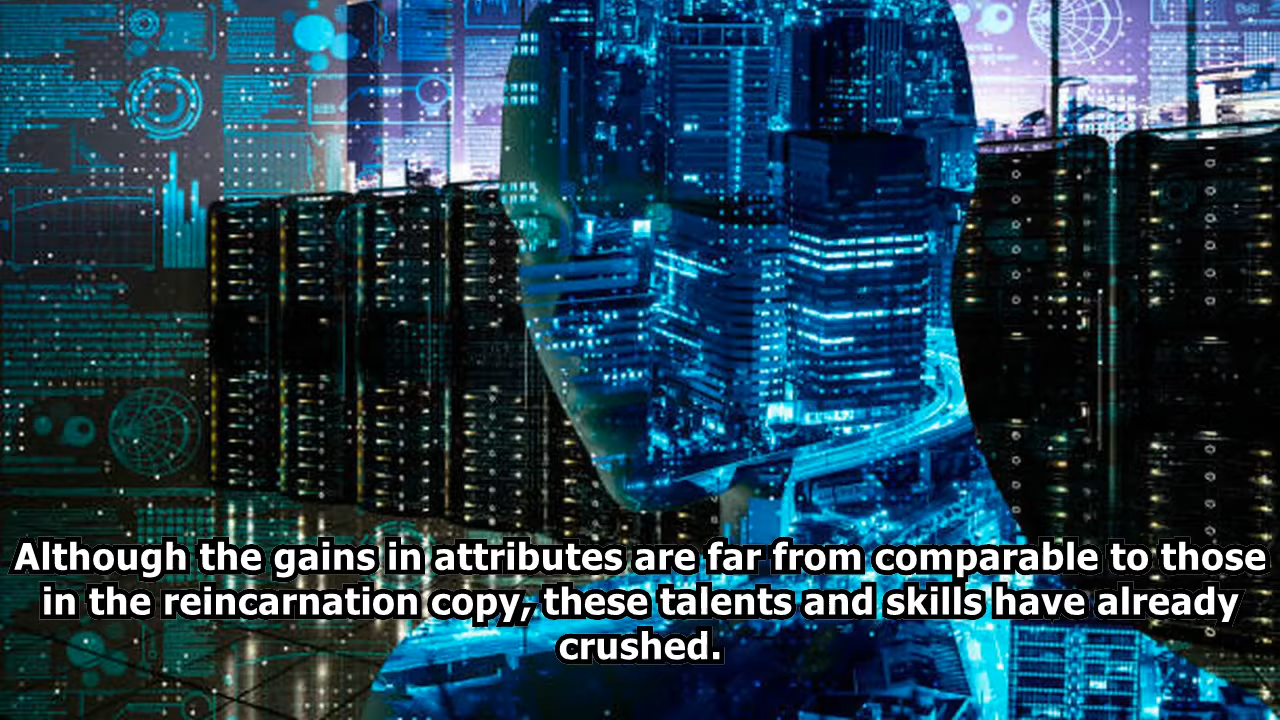 Although the gains in attributes are far from comparable to those
in the reincarnation copy, these talents and skills have already
crushed.